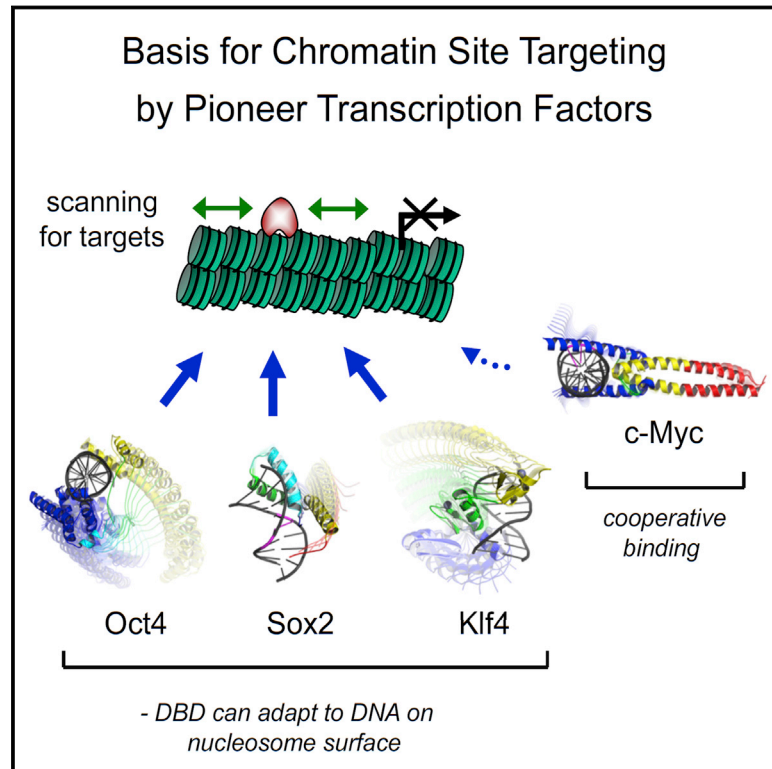 Basis for Chromatin Site Targeting
by Pioneer Transcription Factors
scanning
for targets
c-Myc
cooperative
binding
Oct4
Sox2
Klf4
- DBD can adapt to DNA on
nucleosome surface